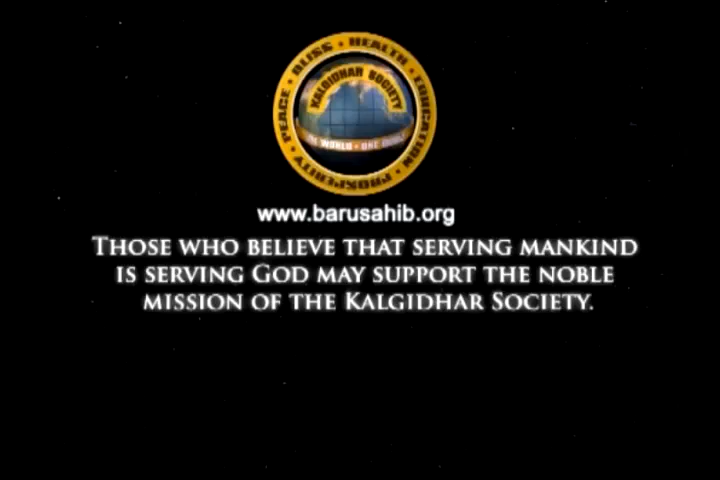 PEACE • BLISS • HEALTH • EDUCATION • PROSPERITY
KALGIDHAR SOCIETY
WORLD • ONE
www.barusahib.org
THOSE WHO BELIEVE THAT SERVING MANKIND
IS SERVING GOD MAY SUPPORT THE NOBLE
MISSION OF THE KALGIDHAR SOCIETY.